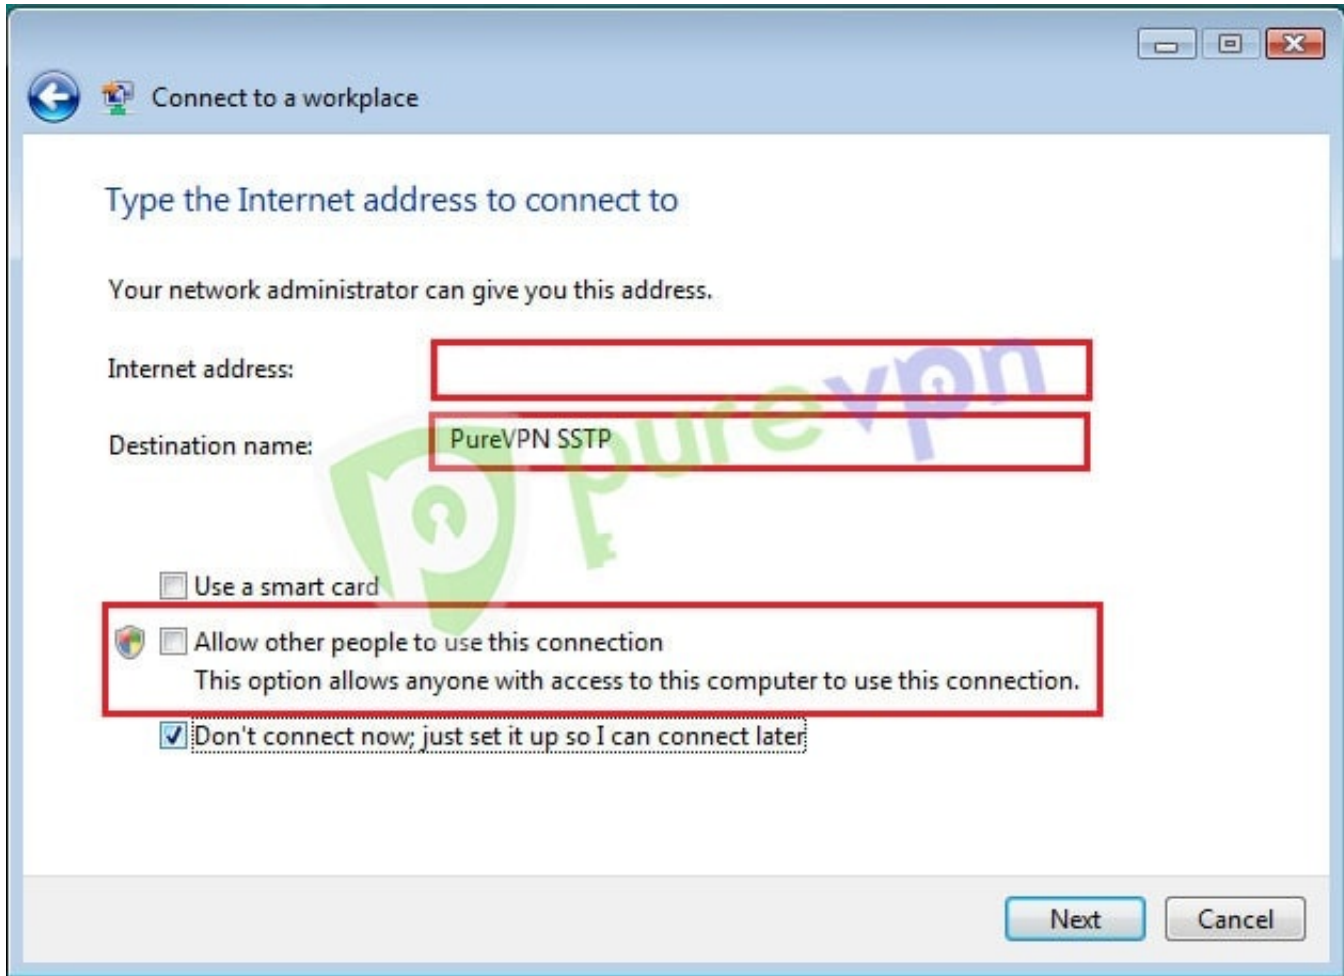 Connect to a workplace
Type the Internet address to connect to
Your network administrator can give you this address.
Internet address:
Destination name: PureVPN SSTP
purevpn
Use a smart card
Allow other people to use this connection
This option allows anyone with access to this computer to use this connection.
Don't connect now; just set it up so I can connect later
Next Cancel